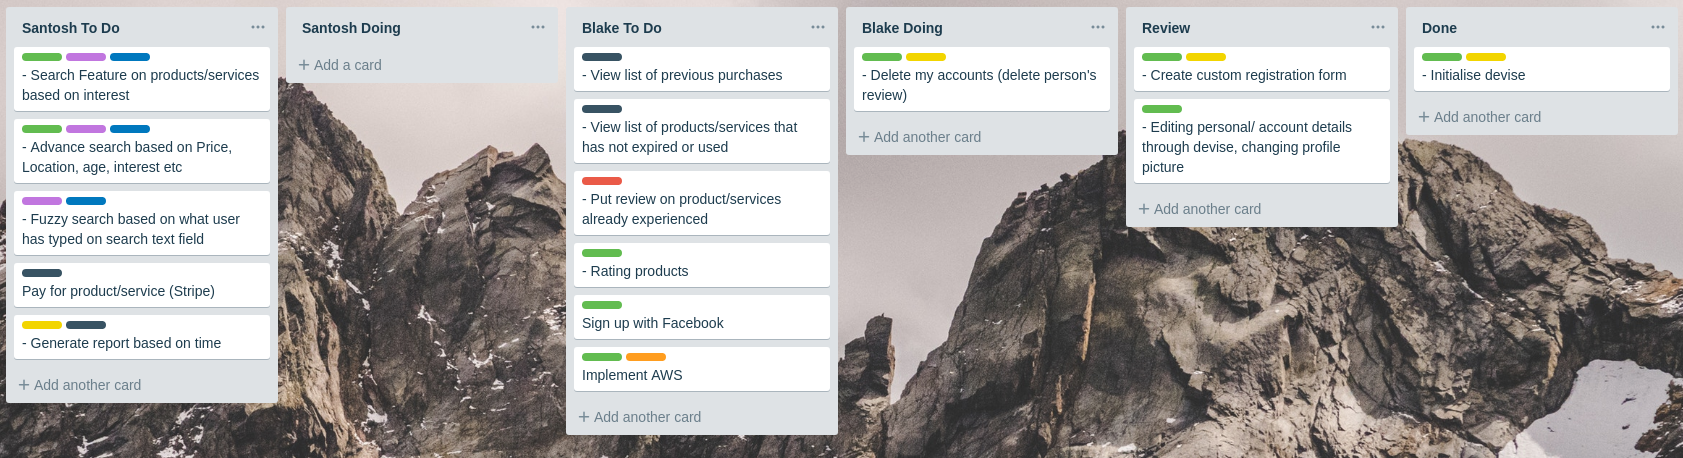 Santosh To Do
- Search Feature on products/services
based on interest
- Advance search based on Price,
Location, age, interest etc
- Fuzzy search based on what user
has typed on search text field
Pay for product/service (Stripe)
- Generate report based on time
+ Add another card
Santosh Doing
+ Add a card
Blake To Do
- View list of previous purchases
- View list of products/services that
has not expired or used
- Put review on product/services
already experienced
- Rating products
Sign up with Facebook
Implement AWS
+ Add another card
Blake Doing
- Delete my accounts (delete person's
review)
+ Add another card
Review
- Create custom registration form
- Editing personal/ account details
through devise, changing profile
picture
+ Add another card
Done
- Initialise devise
+ Add another card